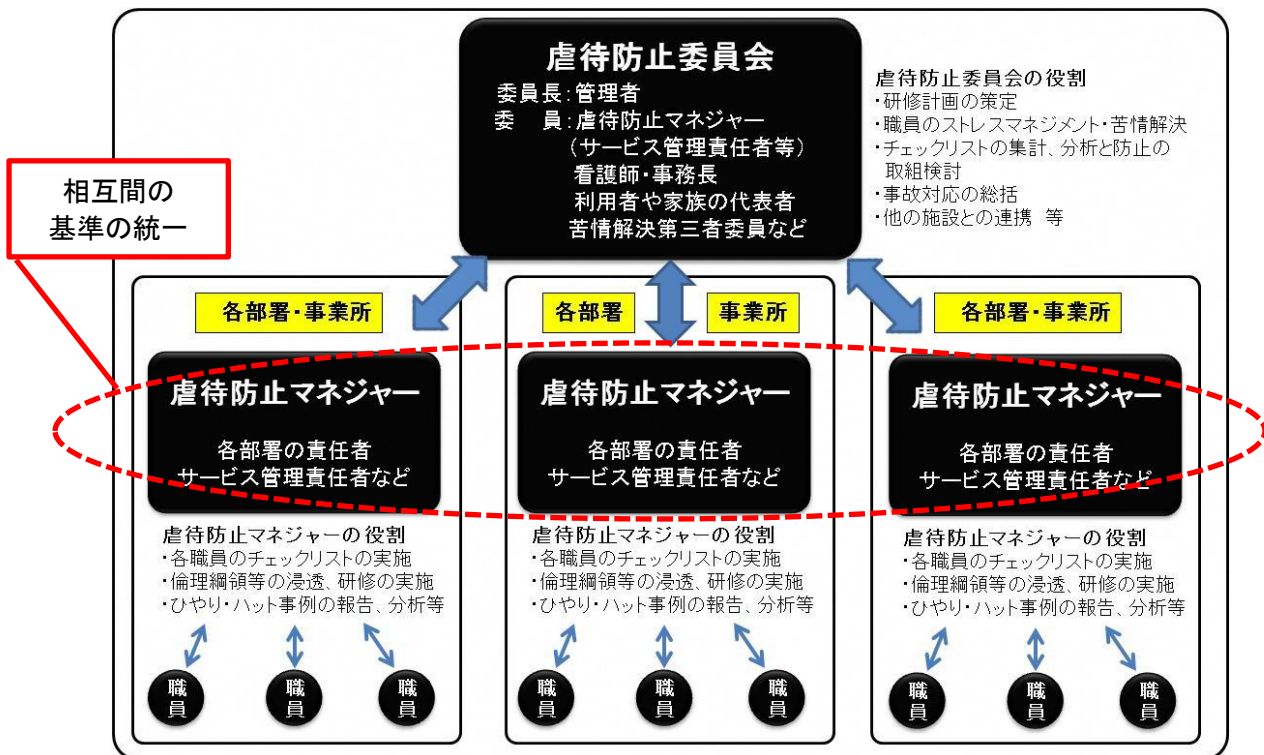 虐待防止委員会
委員長:管理者
委　員:虐待防止マネジャー
(サービス管理責任者等)
看護師・事務長
利用者や家族の代表者
苦情解決第三者委員など
虐待防止委員会の役割
・研修計画の策定
・職員のストレスマネジメント・苦情解決
・チェックリストの集計、分析と防止の
取組検討
・事故対応の総括
・他の施設との連携 等
相互間の
基準の統一
各部署・事業所
虐待防止マネジャー
各部署の責任者
サービス管理責任者など
虐待防止マネジャーの役割
・各職員のチェックリストの実施
・倫理綱領等の浸透、研修の実施
・ひやり・ハット事例の報告、分析等
職員
職員
職員
各部署
事業所
虐待防止マネジャー
各部署の責任者
サービス管理責任者など
虐待防止マネジャーの役割
・各職員のチェックリストの実施
・倫理綱領等の浸透、研修の実施
・ひやり・ハット事例の報告、分析等
職員
職員
職員
各部署・事業所
虐待防止マネジャー
各部署の責任者
サービス管理責任者など
虐待防止マネジャーの役割
・各職員のチェックリストの実施
・倫理綱領等の浸透、研修の実施
・ひやり・ハット事例の報告、分析等
職員
職員
職員